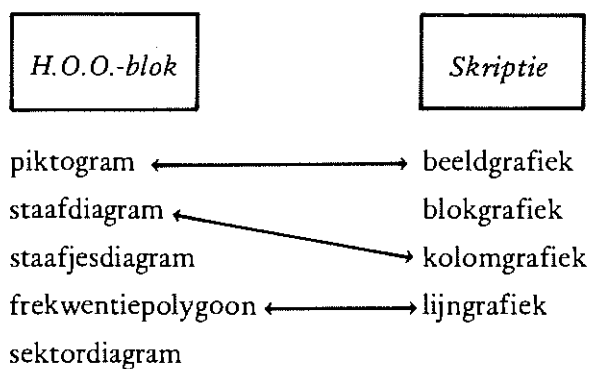 H.O.O.-blok Skriptie
piktogram beeldgrafiek
staafdiagram blokgrafiek
staafjesdiagram kolomgrafiek
frekwentiepolygoon lijngrafiek
sektordiagram